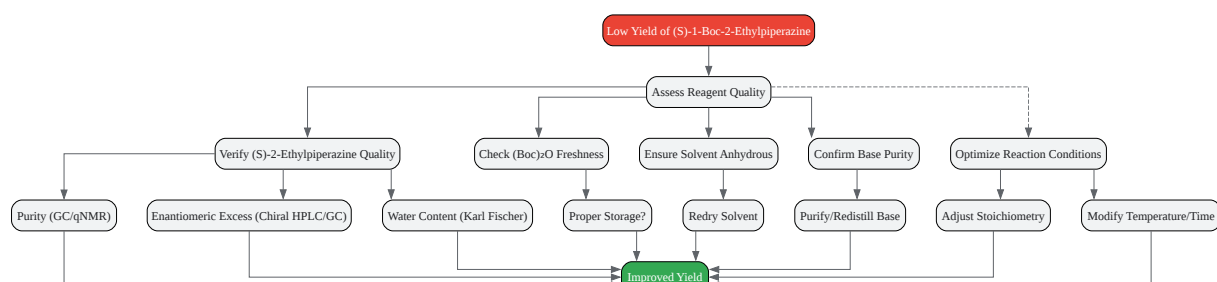 Low Yield of (S)-1-Boc-2-Ethylpiperazine
Assess Reagent Quality
Verify (S)-2-Ethylpiperazine Quality
Check (Boc)₂O Freshness
Ensure Solvent Anhydrous
Confirm Base Purity
Optimize Reaction Conditions
Purity (GC/qNMR)
Enantiomeric Excess (Chiral HPLC/GC)
Water Content (Karl Fischer)
Proper Storage?
Redry Solvent
Purify/Redistill Base
Adjust Stoichiometry
Modify Temperature/Time
Improved Yield